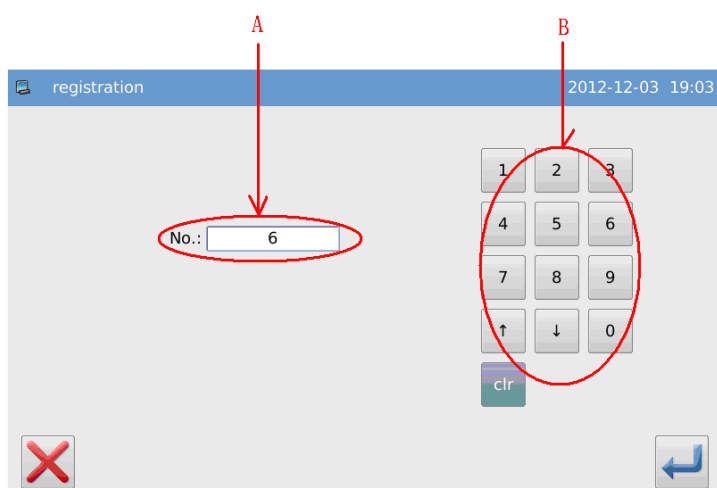 A B
registration 2012-12-03 19:03
1 2 3
No.: 6
4 5 6
7 8 9
↑ ↓ 0
clr